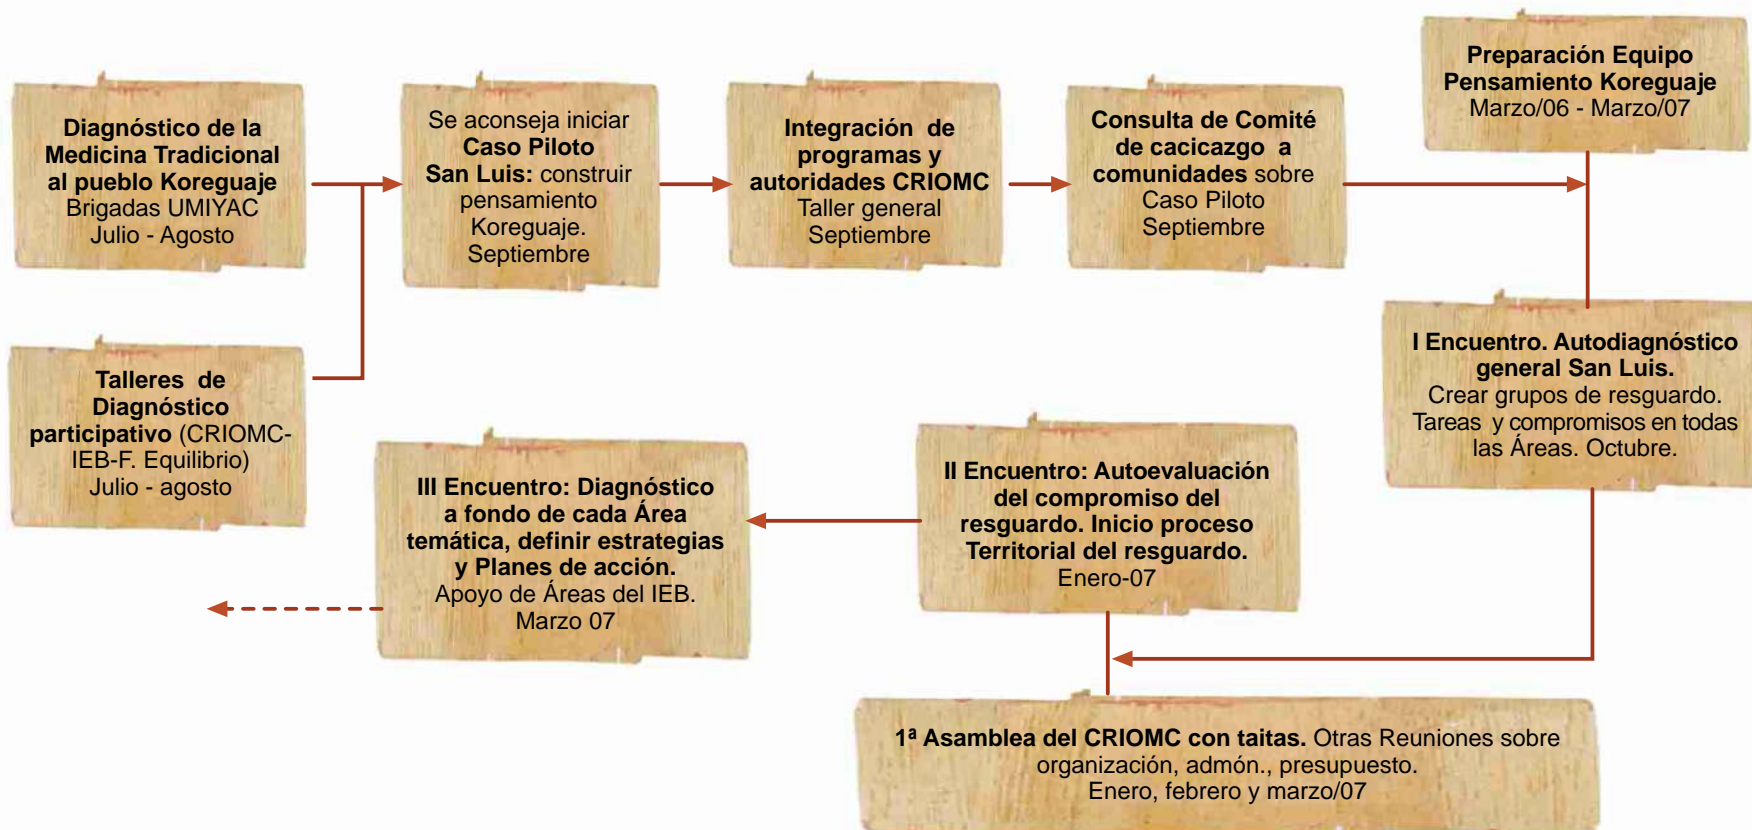 Diagnóstico de la
Medicina Tradicional
al pueblo Koreguaje
Brigadas UMIYAC
Julio - Agosto
Se aconseja iniciar
Caso Piloto
San Luis: construir
pensamiento
Koreguaje.
Septiembre
Integración de
programas y
autoridades CRIOMC
Taller general
Septiembre
Consulta de Comité
de cacicazgo a
comunidades sobre
Caso Piloto
Septiembre
Preparación Equipo
Pensamiento Koreguaje
Marzo/06 - Marzo/07
Talleres de
Diagnóstico
participativo (CRIOMC-
IEB-F. Equilibrio)
Julio - agosto
I Encuentro. Autodiagnóstico
general San Luis.
Crear grupos de resguardo.
Tareas y compromisos en todas
las Áreas. Octubre.
II Encuentro: Autoevaluación
del compromiso del
resguardo. Inicio proceso
Territorial del resguardo.
Enero-07
III Encuentro: Diagnóstico
a fondo de cada Área
temática, definir estrategias
y Planes de acción.
Apoyo de Áreas del IEB.
Marzo 07
1ª Asamblea del CRIOMC con taitas. Otras Reuniones sobre
organización, admón., presupuesto.
Enero, febrero y marzo/07